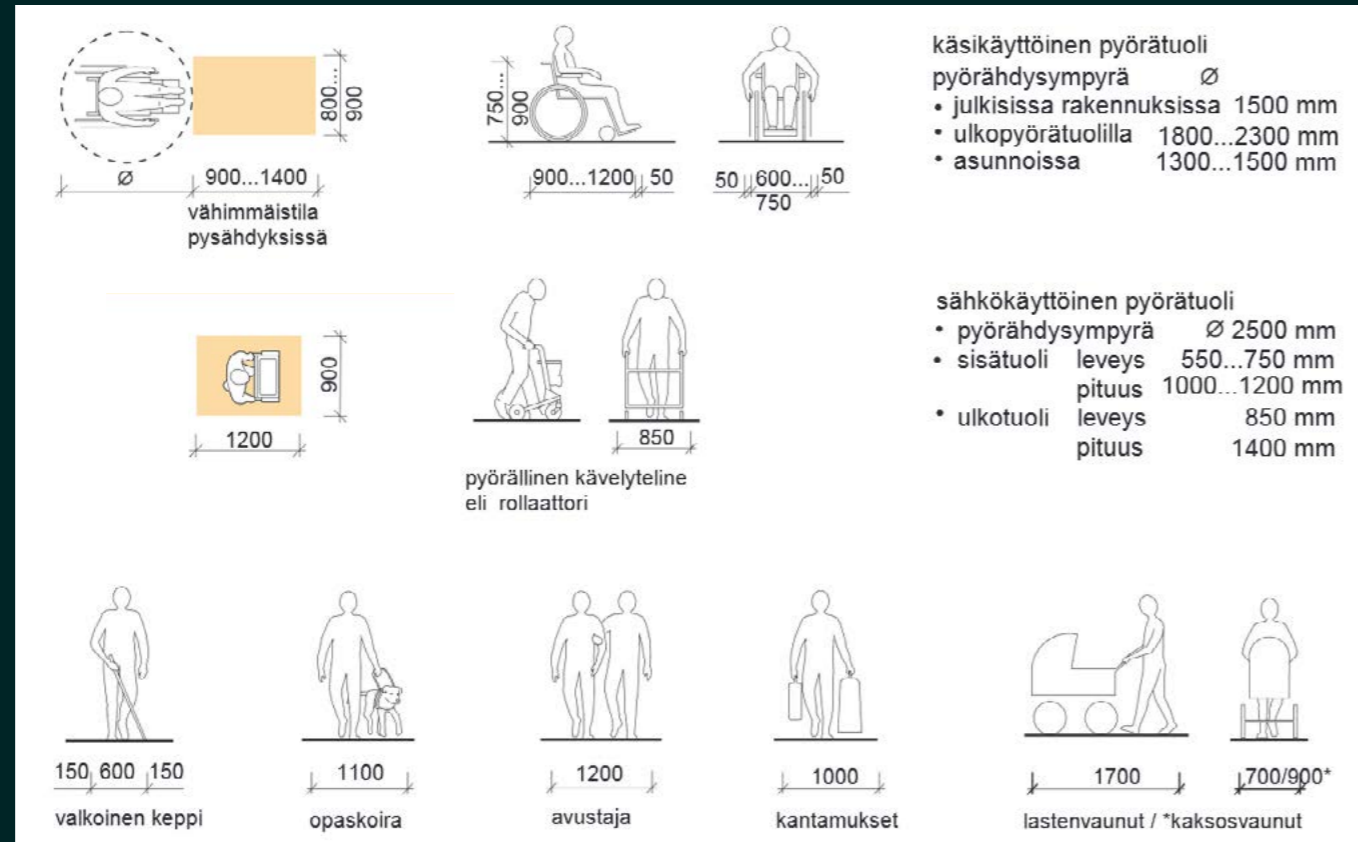 800...
900
Ø
900...1400
vähimmäistila
pysähdyksissä
750...
900
900...1200 50
50 600... 50
750
käsikäyttöinen pyörätuoli
pyörähdysympyrä Ø
• julkisissa rakennuksissa 1500 mm
• ulkopyörätuolilla 1800...2300 mm
• asunnoissa 1300...1500 mm
900
1200
850
pyörällinen kävelyteline
eli rollaattori
sähkökäyttöinen pyörätuoli
• pyörähdysympyrä Ø 2500 mm
• sisätuoli leveys 550...750 mm
pituus 1000...1200 mm
• ulkotuoli leveys 850 mm
pituus 1400 mm
150 600 150
valkoinen keppi
1100
opaskoira
1200
avustaja
1000
kantamukset
1700
700/900*
lastenvaunut / *kaksosvaunut